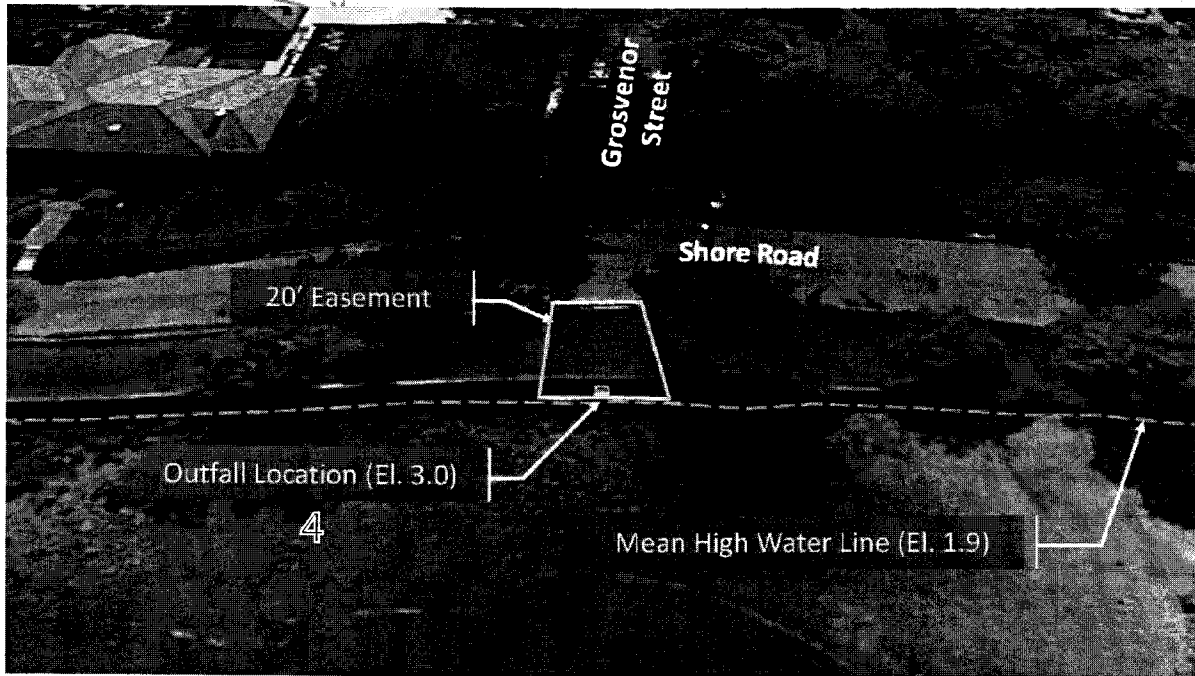 Grosvenor
Street
Shore Road
20' Easement
Outfall Location (El. 3.0)
4
Mean High Water Line (El. 1.9)